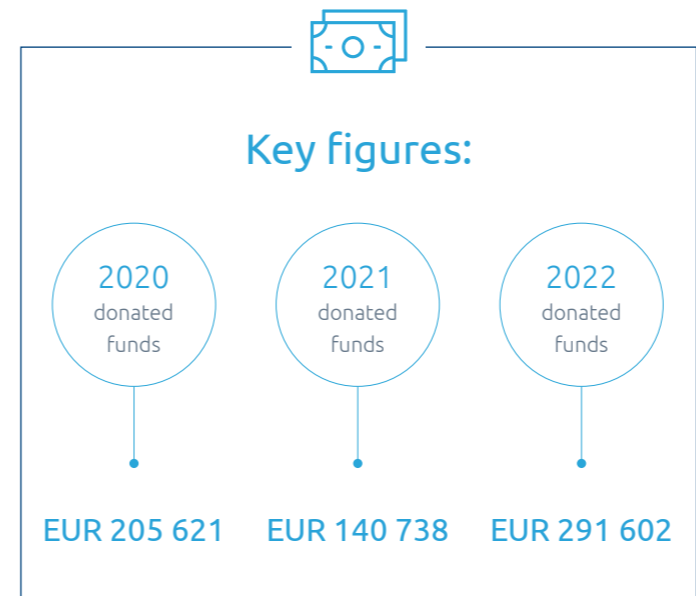 Key figures:
2020
donated
funds
EUR 205 621
2021
donated
funds
EUR 140 738
2022
donated
funds
EUR 291 602